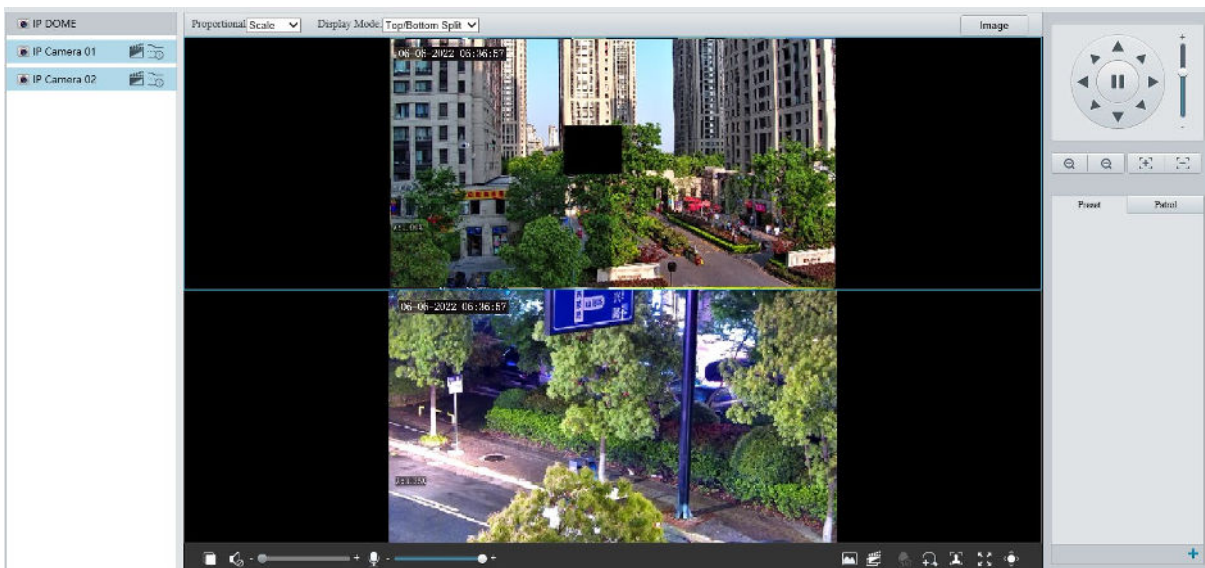 IP DOME
IP Camera 01
IP Camera 02
Proportional Scale Display Mode: Top/Bottom Split Image
06-06-2022 06:36:57
06-06-2022 06:36:57
Preset Patrol